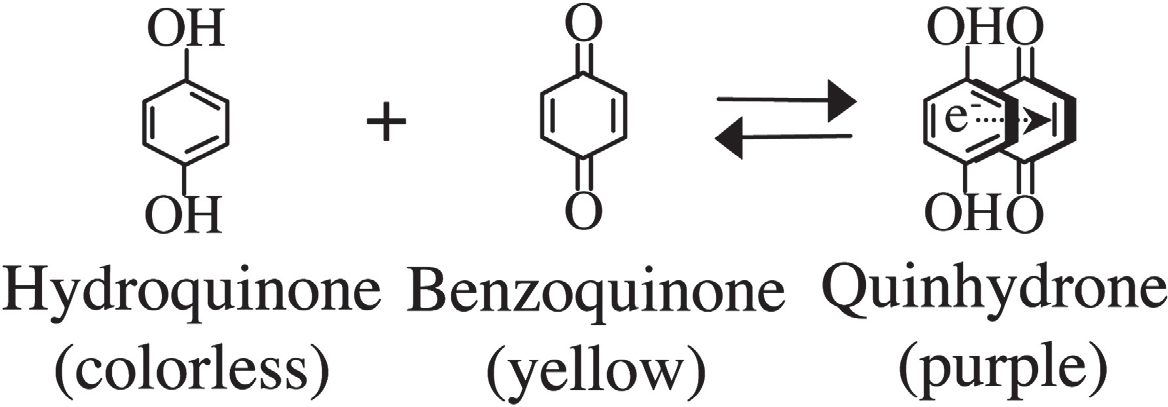 OH O OHO
+ e-
OH O OHO
Hydroquinone Benzoquinone Quinhydrone
(colorless) (yellow) (purple)